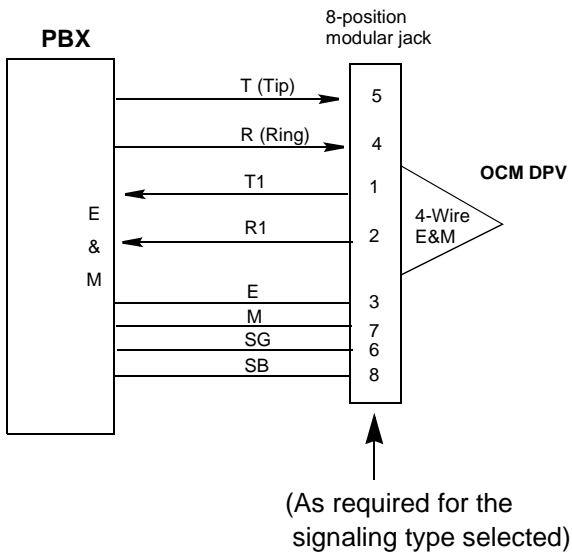 8-position
modular jack
PBX
T (Tip)
5
R (Ring)
4
OCM DPV
T1
1
4-Wire
E&M
R1
2
E
&
M
E
3
M
7
SG
6
SB
8
(As required for the
signaling type selected)